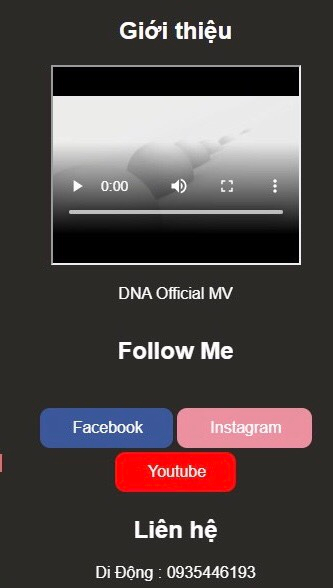 Giới thiệu
0:00
DNA Official MV
Follow Me
Facebook Instagram
Youtube
Liên hệ
Di Động : 0935446193